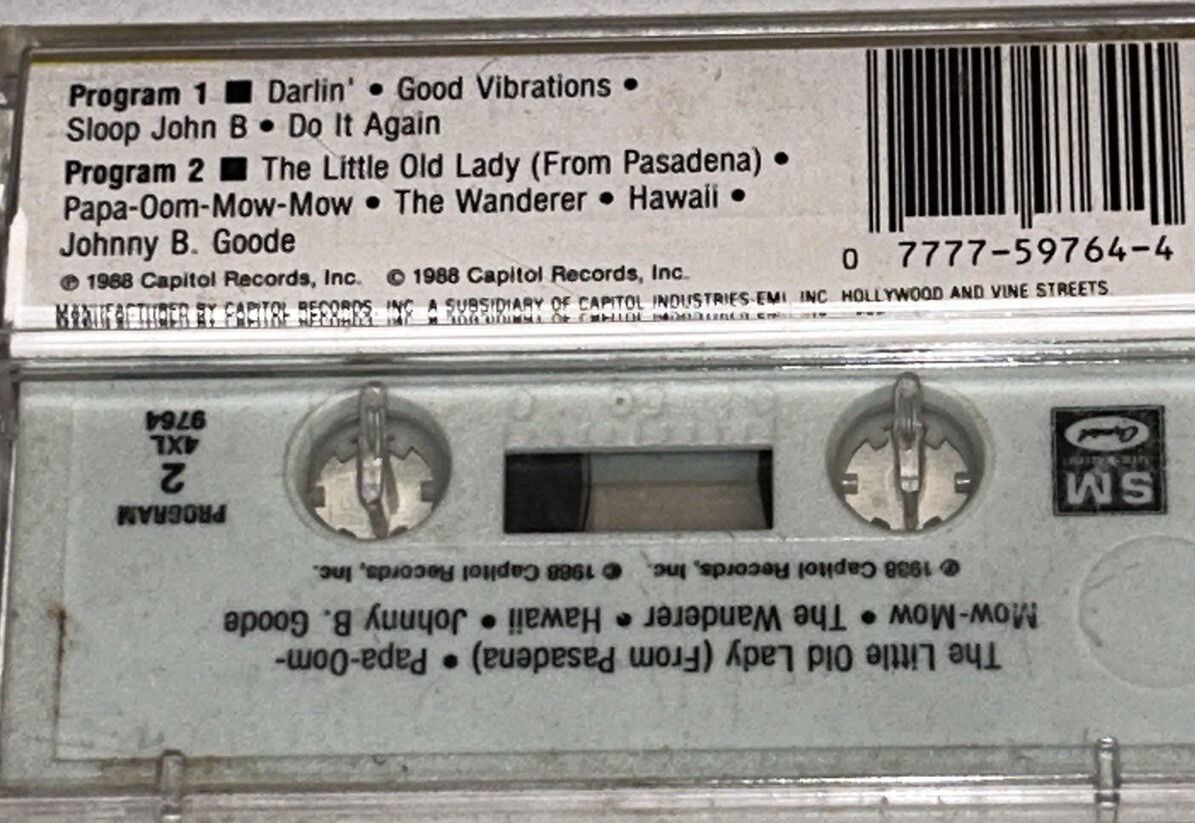 Program 1 ■ Darlin' • Good Vibrations •
Sloop John B • Do It Again
Program 2 ■ The Little Old Lady (From Pasadena) •
Papa-Oom-Mow-Mow • The Wanderer • Hawaii •
Johnny B. Goode
℗ 1988 Capitol Records, Inc. © 1988 Capitol Records, Inc.
MANUFACTURED BY CAPITOL RECORDS, INC. A SUBSIDIARY OF CAPITOL INDUSTRIES-EMI, INC. HOLLYWOOD AND VINE STREETS
0 7777-59764-4
The Little Old Lady (From Pasadena) • Papa-Oom-
Mow-Mow • The Wanderer • Hawaii • Johnny B. Goode
℗ 1988 Capitol Records, Inc. © 1988 Capitol Records, Inc.
PROGRAM
2
4XL
9764
SM
Capitol